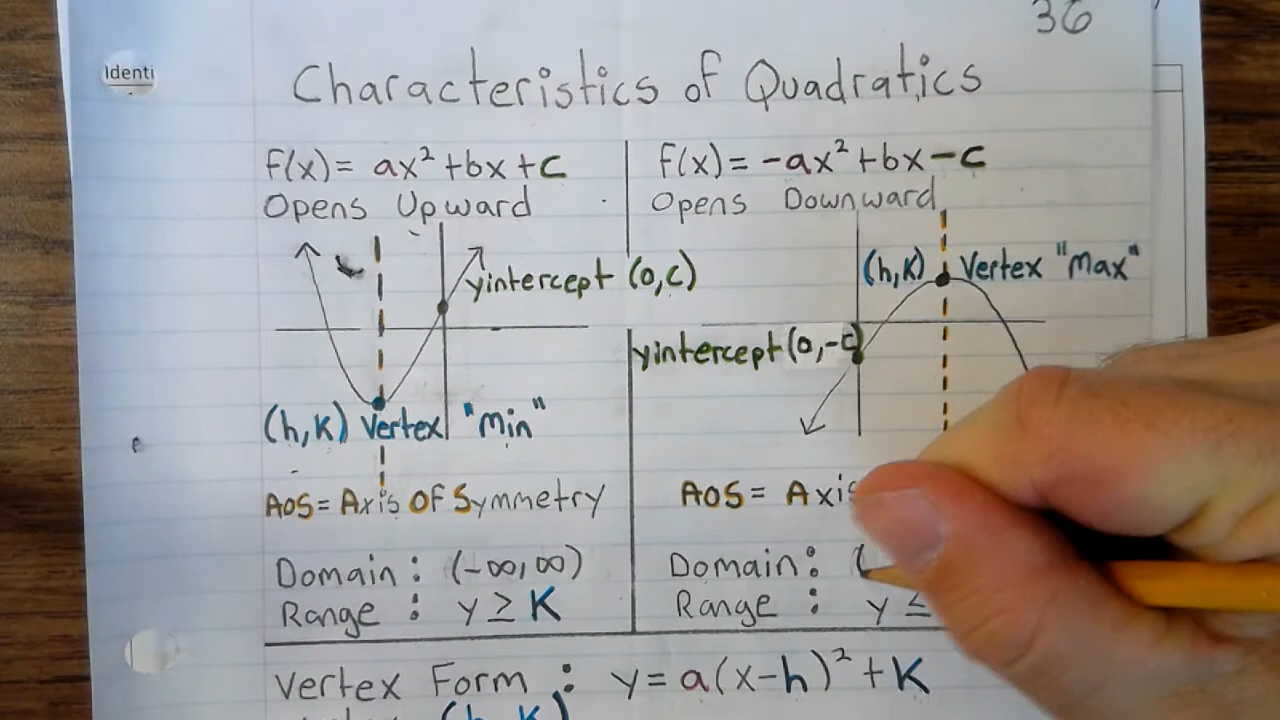 36
Identi
Characteristics of Quadratics
f(x) = ax² + bx + c
Opens Upward
yintercept (0,c)
(h,K) Vertex "min"
AOS = Axis Of Symmetry
Domain : (-∞,∞)
Range : y ≥ K
f(x) = -ax² + bx - c
Opens Downward
(h,K) Vertex "Max"
yintercept (0,-c)
AOS = Axis
Domain : (
Range : y ≤
Vertex Form : y = a(x-h)² + K
(h,K)